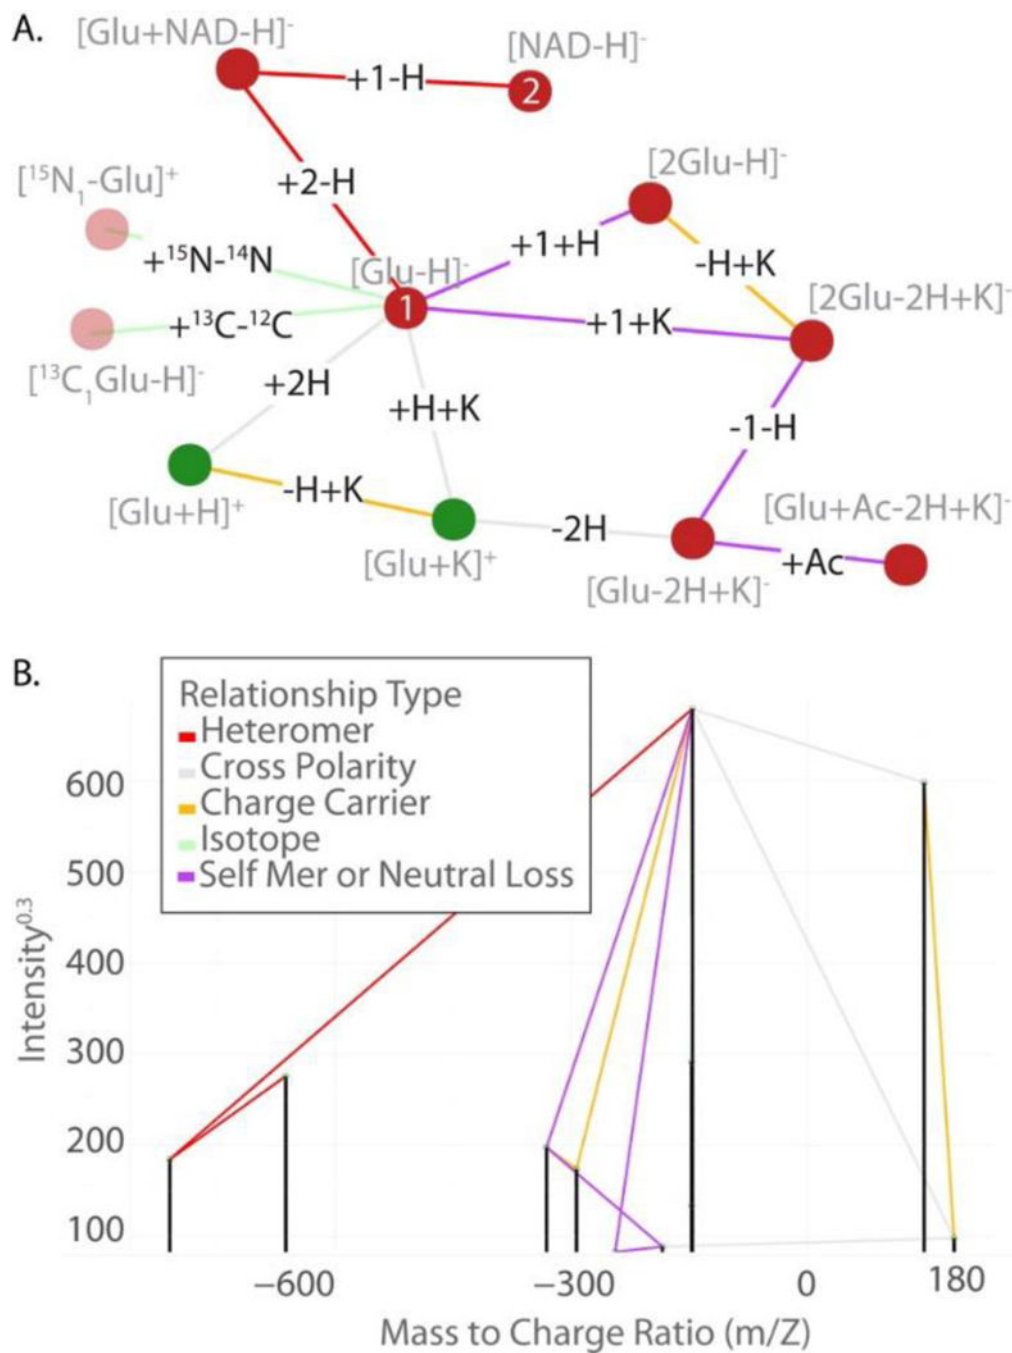 A.
[Glu+NAD-H]⁻
[NAD-H]⁻
+1-H
2
[2Glu-H]⁻
[¹⁵N₁-Glu]⁺
+2-H
+1+H
-H+K
+¹⁵N-¹⁴N
[Glu-H]⁻
[2Glu-2H+K]⁻
1
+1+K
+¹³C-¹²C
[¹³C₁Glu-H]⁻
+2H
+H+K
-1-H
-H+K
[Glu+H]⁺
[Glu+Ac-2H+K]⁻
-2H
[Glu+K]⁺
+Ac
[Glu-2H+K]⁻
B.
Relationship Type
Heteromer
Cross Polarity
Charge Carrier
Isotope
Self Mer or Neutral Loss
Intensity⁰·³
600
500
400
300
200
100
−600
−300
0
180
Mass to Charge Ratio (m/Z)